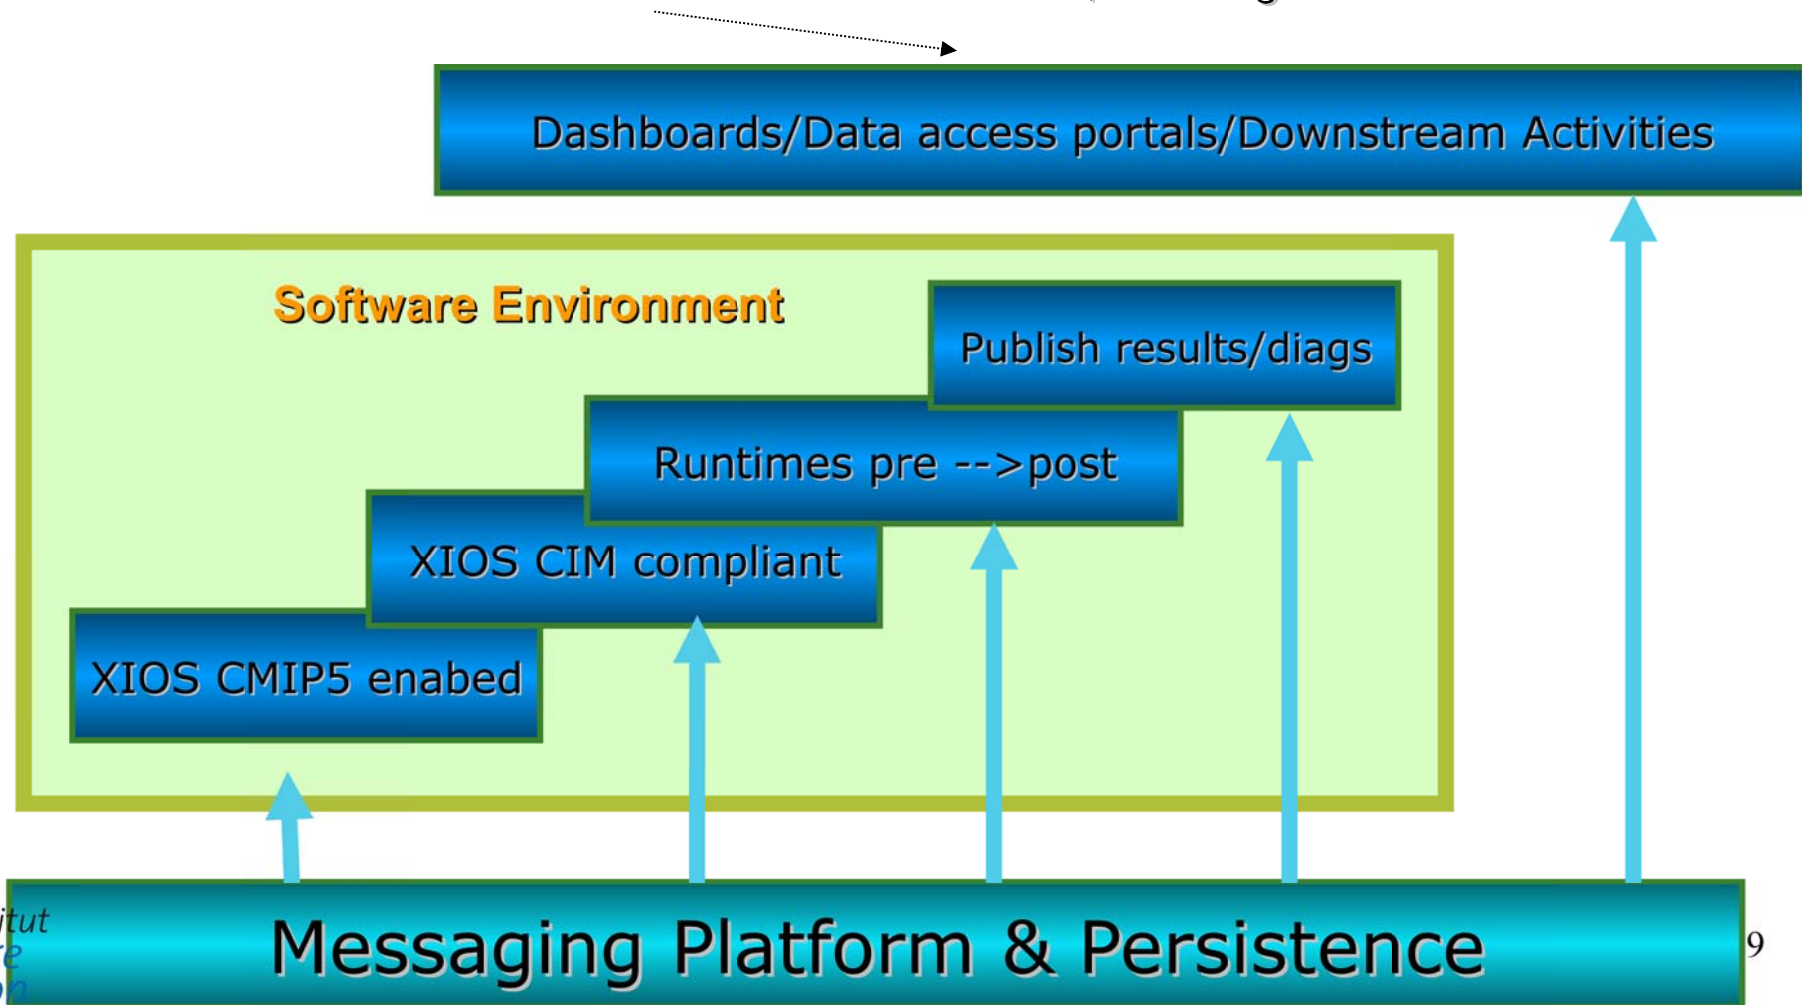 Dashboards/Data access portals/Downstream Activities
Software Environment
Publish results/diags
Runtimes pre -->post
XIOS CIM compliant
XIOS CMIP5 enabed
Messaging Platform & Persistence
9